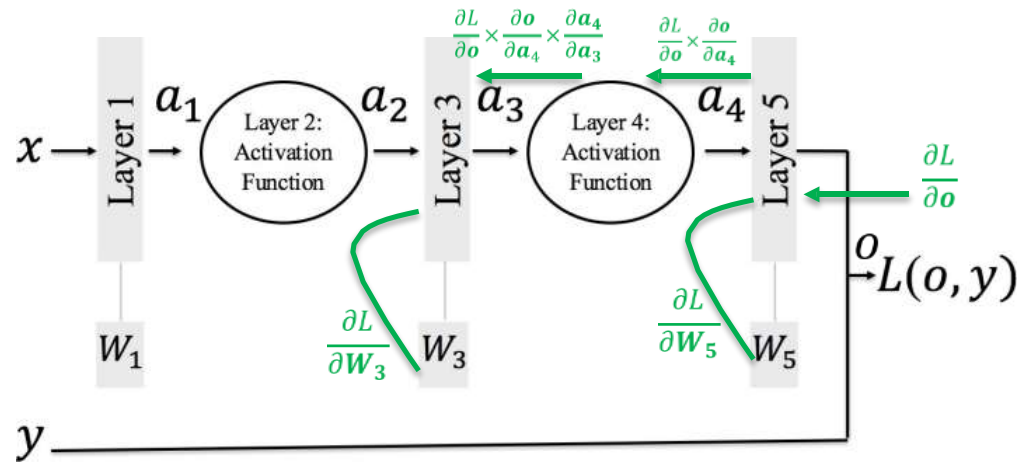 ∂L/∂o × ∂o/∂a₄ × ∂a₄/∂a₃
∂L/∂o × ∂o/∂a₄
x
Layer 1
a₁
Layer 2:
Activation
Function
a₂
Layer 3
a₃
Layer 4:
Activation
Function
a₄
Layer 5
∂L/∂o
o
L(o, y)
W₁
∂L/∂W₃
W₃
∂L/∂W₅
W₅
y